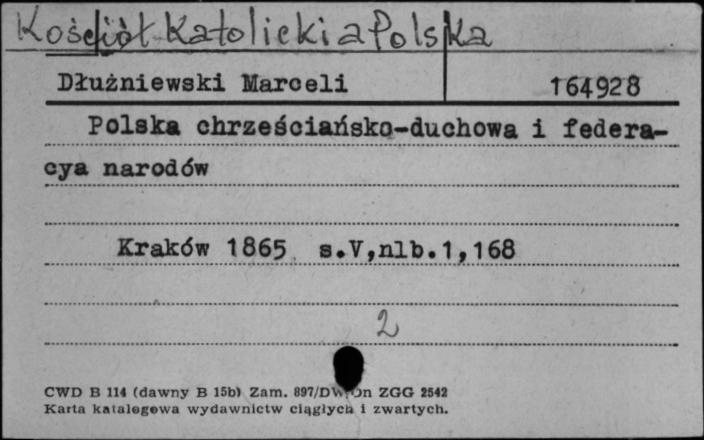 Kościół Katolicki a Polska
Dłużniewski Marceli 164928
Polska chrześciańsko-duchowa i federa-
cya narodów
Kraków 1865 s.V,nlb.1,168
2
CWD B 114 (dawny B 15b) Zam. 897/DW/Dn ZGG 2542
Karta katalogowa wydawnictw ciągłych i zwartych.